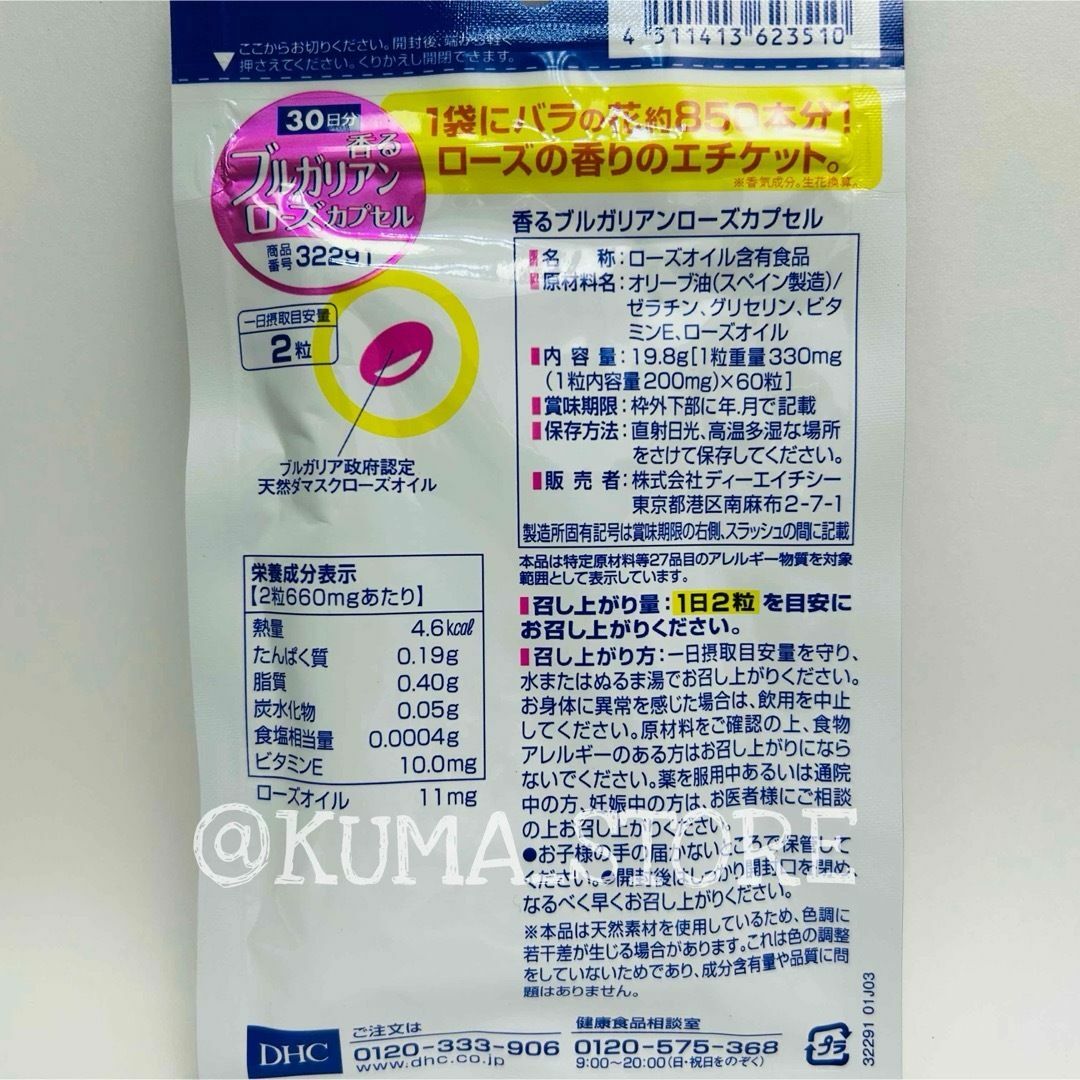 ここからお切りください。開封後、端から軽く
押さえてください。くりかえし開閉できます。
4 511413 623510
30日分
香る
ブルガリアン
ローズカプセル
商品
番号 32291
1袋にバラの花約850本分！
ローズの香りのエチケット。
※香気成分。生花換算。
一日摂取目安量
2粒
ブルガリア政府認定
天然ダマスクローズオイル
香るブルガリアンローズカプセル
名　称：ローズオイル含有食品
原材料名：オリーブ油(スペイン製造)/
ゼラチン、グリセリン、ビタ
ミンE、ローズオイル
内容量：19.8g[1粒重量330mg
(1粒内容量200mg)×60粒]
賞味期限：枠外下部に年.月で記載
保存方法：直射日光、高温多湿な場所
をさけて保存してください。
販売者：株式会社ディーエイチシー
東京都港区南麻布2-7-1
製造所固有記号は賞味期限の右側、スラッシュの間に記載
本品は特定原材料等27品目のアレルギー物質を対象
範囲として表示しています。
召し上がり量：1日2粒を目安に
お召し上がりください。
召し上がり方：一日摂取目安量を守り、
水またはぬるま湯でお召し上がりください。
お身体に異常を感じた場合は、飲用を中止
してください。原材料をご確認の上、食物
アレルギーのある方はお召し上がりになら
ないでください。薬を服用中あるいは通院
中の方、妊娠中の方は、お医者様にご相談
の上お召し上がりください。
●お子様の手の届かないところで保管して
ください。●開封後はしっかり開封口を閉め、
なるべく早くお召し上がりください。
※本品は天然素材を使用しているため、色調に
若干差が生じる場合があります。これは色の調整
をしていないためであり、成分含有量や品質に問
題はありません。
栄養成分表示
【2粒660mgあたり】
熱量 4.6kcal
たんぱく質 0.19g
脂質 0.40g
炭水化物 0.05g
食塩相当量 0.0004g
ビタミンE 10.0mg
ローズオイル 11mg
@KUMA.STORE
DHC
ご注文は
0120-333-906
www.dhc.co.jp
健康食品相談室
0120-575-368
9:00～20:00(日・祝日をのぞく)
プラ
32291 01J03